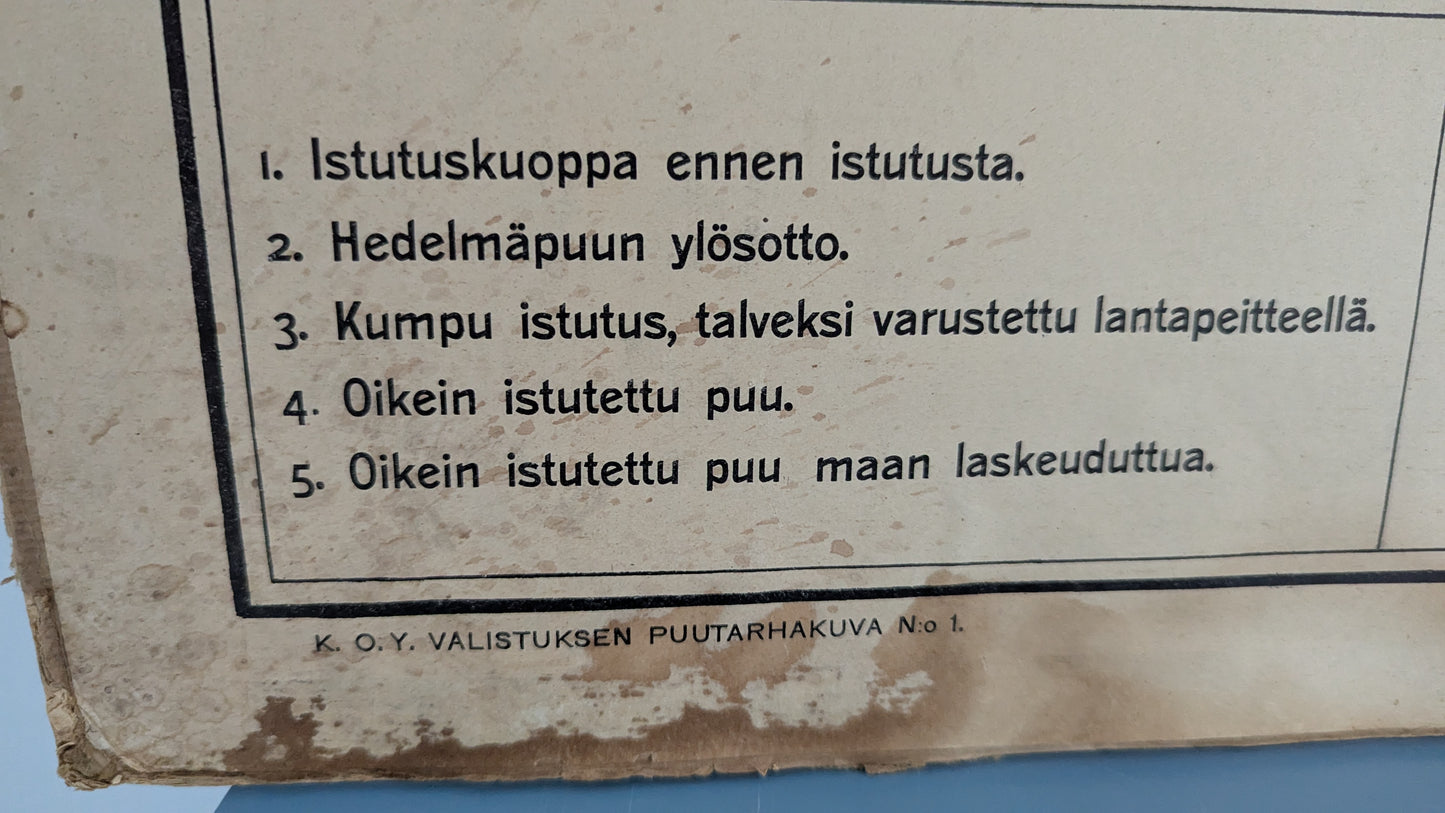 1. Istutuskuoppa ennen istutusta.
2. Hedelmäpuun ylösotto.
3. Kumpu istutus, talveksi varustettu lantapeitteellä.
4. Oikein istutettu puu.
5. Oikein istutettu puu maan laskeuduttua.
K. O. Y. VALISTUKSEN PUUTARHAKUVA N:o 1.